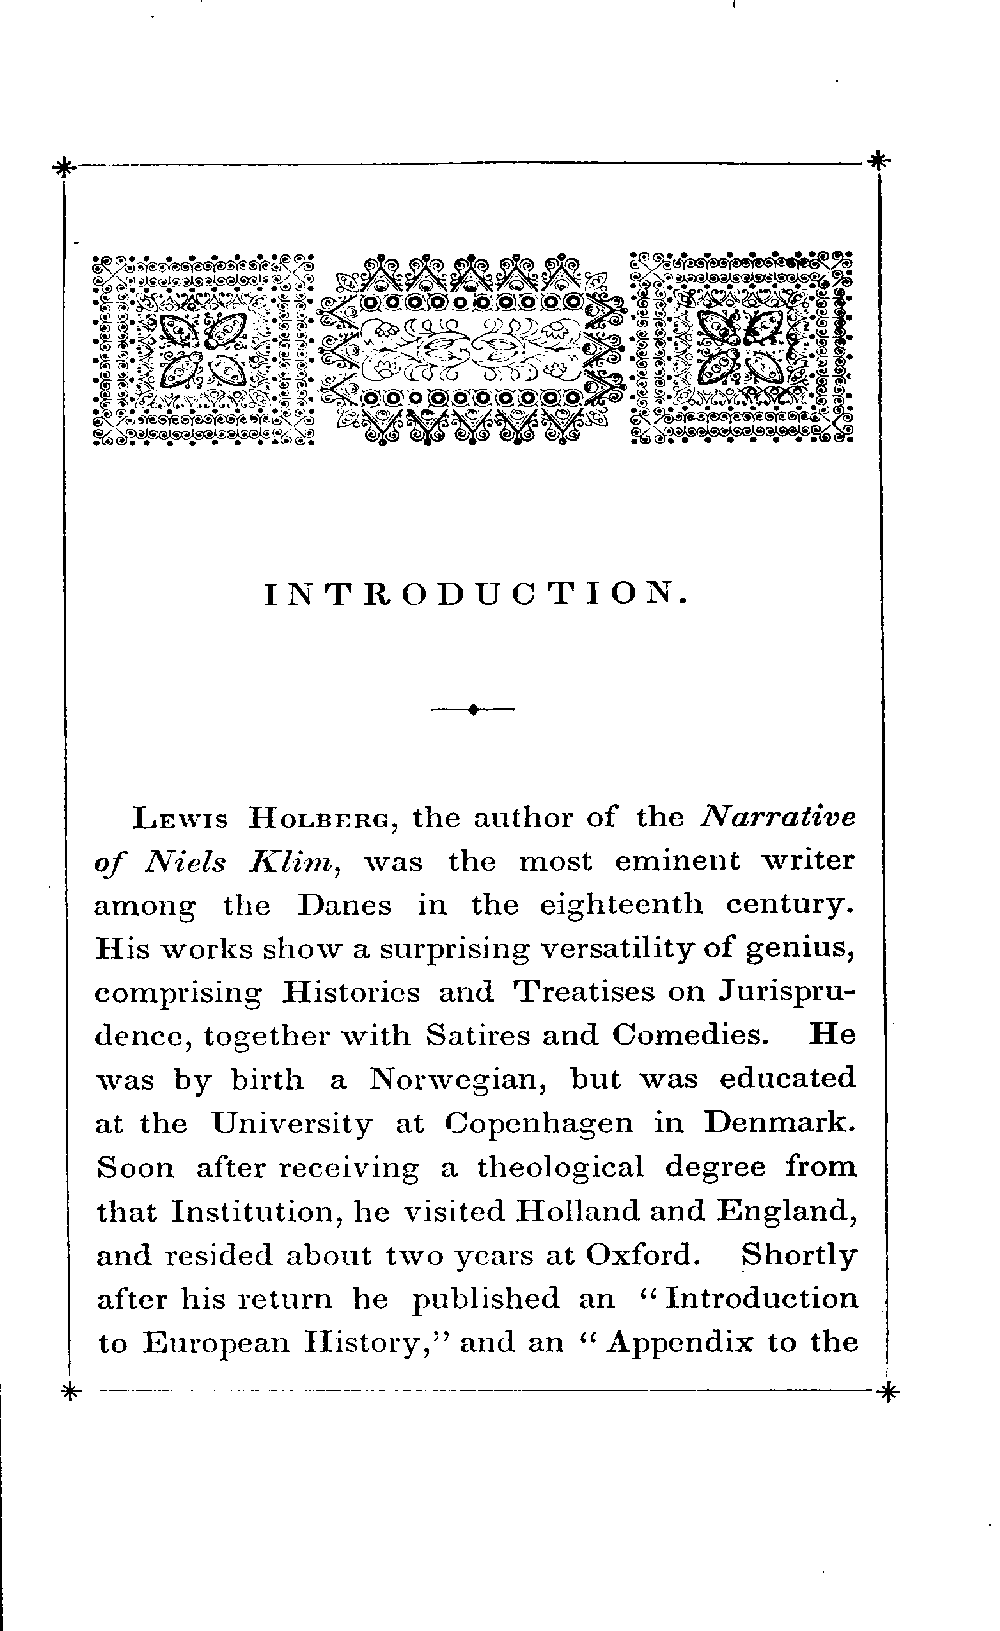 INTRODUCTION.
LEWIS HOLBERG, the author of the Narrative
of Niels Klim, was the most eminent writer
among the Danes in the eighteenth century.
His works show a surprising versatility of genius,
comprising Histories and Treatises on Jurispru-
dence, together with Satires and Comedies. He
was by birth a Norwegian, but was educated
at the University at Copenhagen in Denmark.
Soon after receiving a theological degree from
that Institution, he visited Holland and England,
and resided about two years at Oxford. Shortly
after his return he published an “Introduction
to European History,” and an “Appendix to the